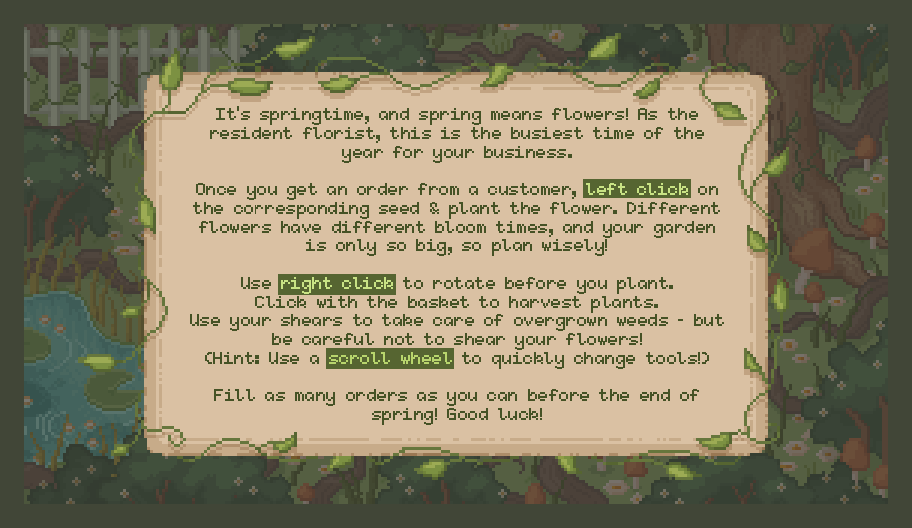 It's springtime, and spring means flowers! As the
resident florist, this is the busiest time of the
year for your business.
Once you get an order from a customer, left click on
the corresponding seed & plant the flower. Different
flowers have different bloom times, and your garden
is only so big, so plan wisely!
Use right click to rotate before you plant.
Click with the basket to harvest plants.
Use your shears to take care of overgrown weeds - but
be careful not to shear your flowers!
(Hint: Use a scroll wheel to quickly change tools!)
Fill as many orders as you can before the end of
spring! Good luck!